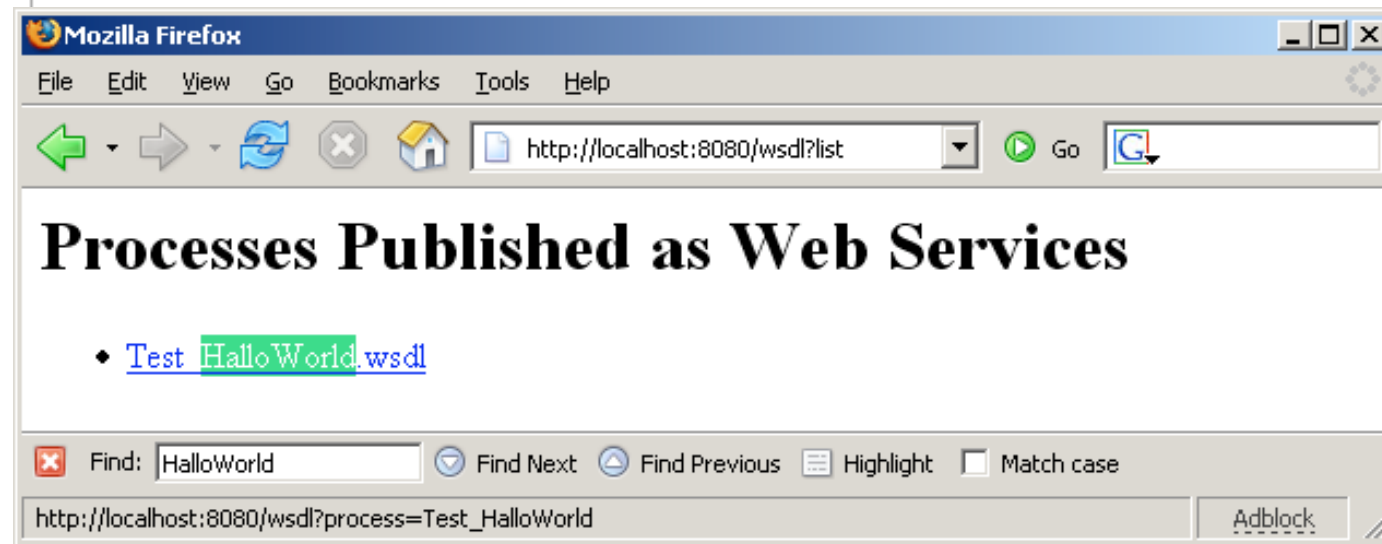 Mozilla Firefox
File Edit View Go Bookmarks Tools Help
http://localhost:8080/wsdl?list Go G
Processes Published as Web Services
• Test_HalloWorld.wsdl
Find: HalloWorld Find Next Find Previous Highlight Match case
http://localhost:8080/wsdl?process=Test_HalloWorld Adblock